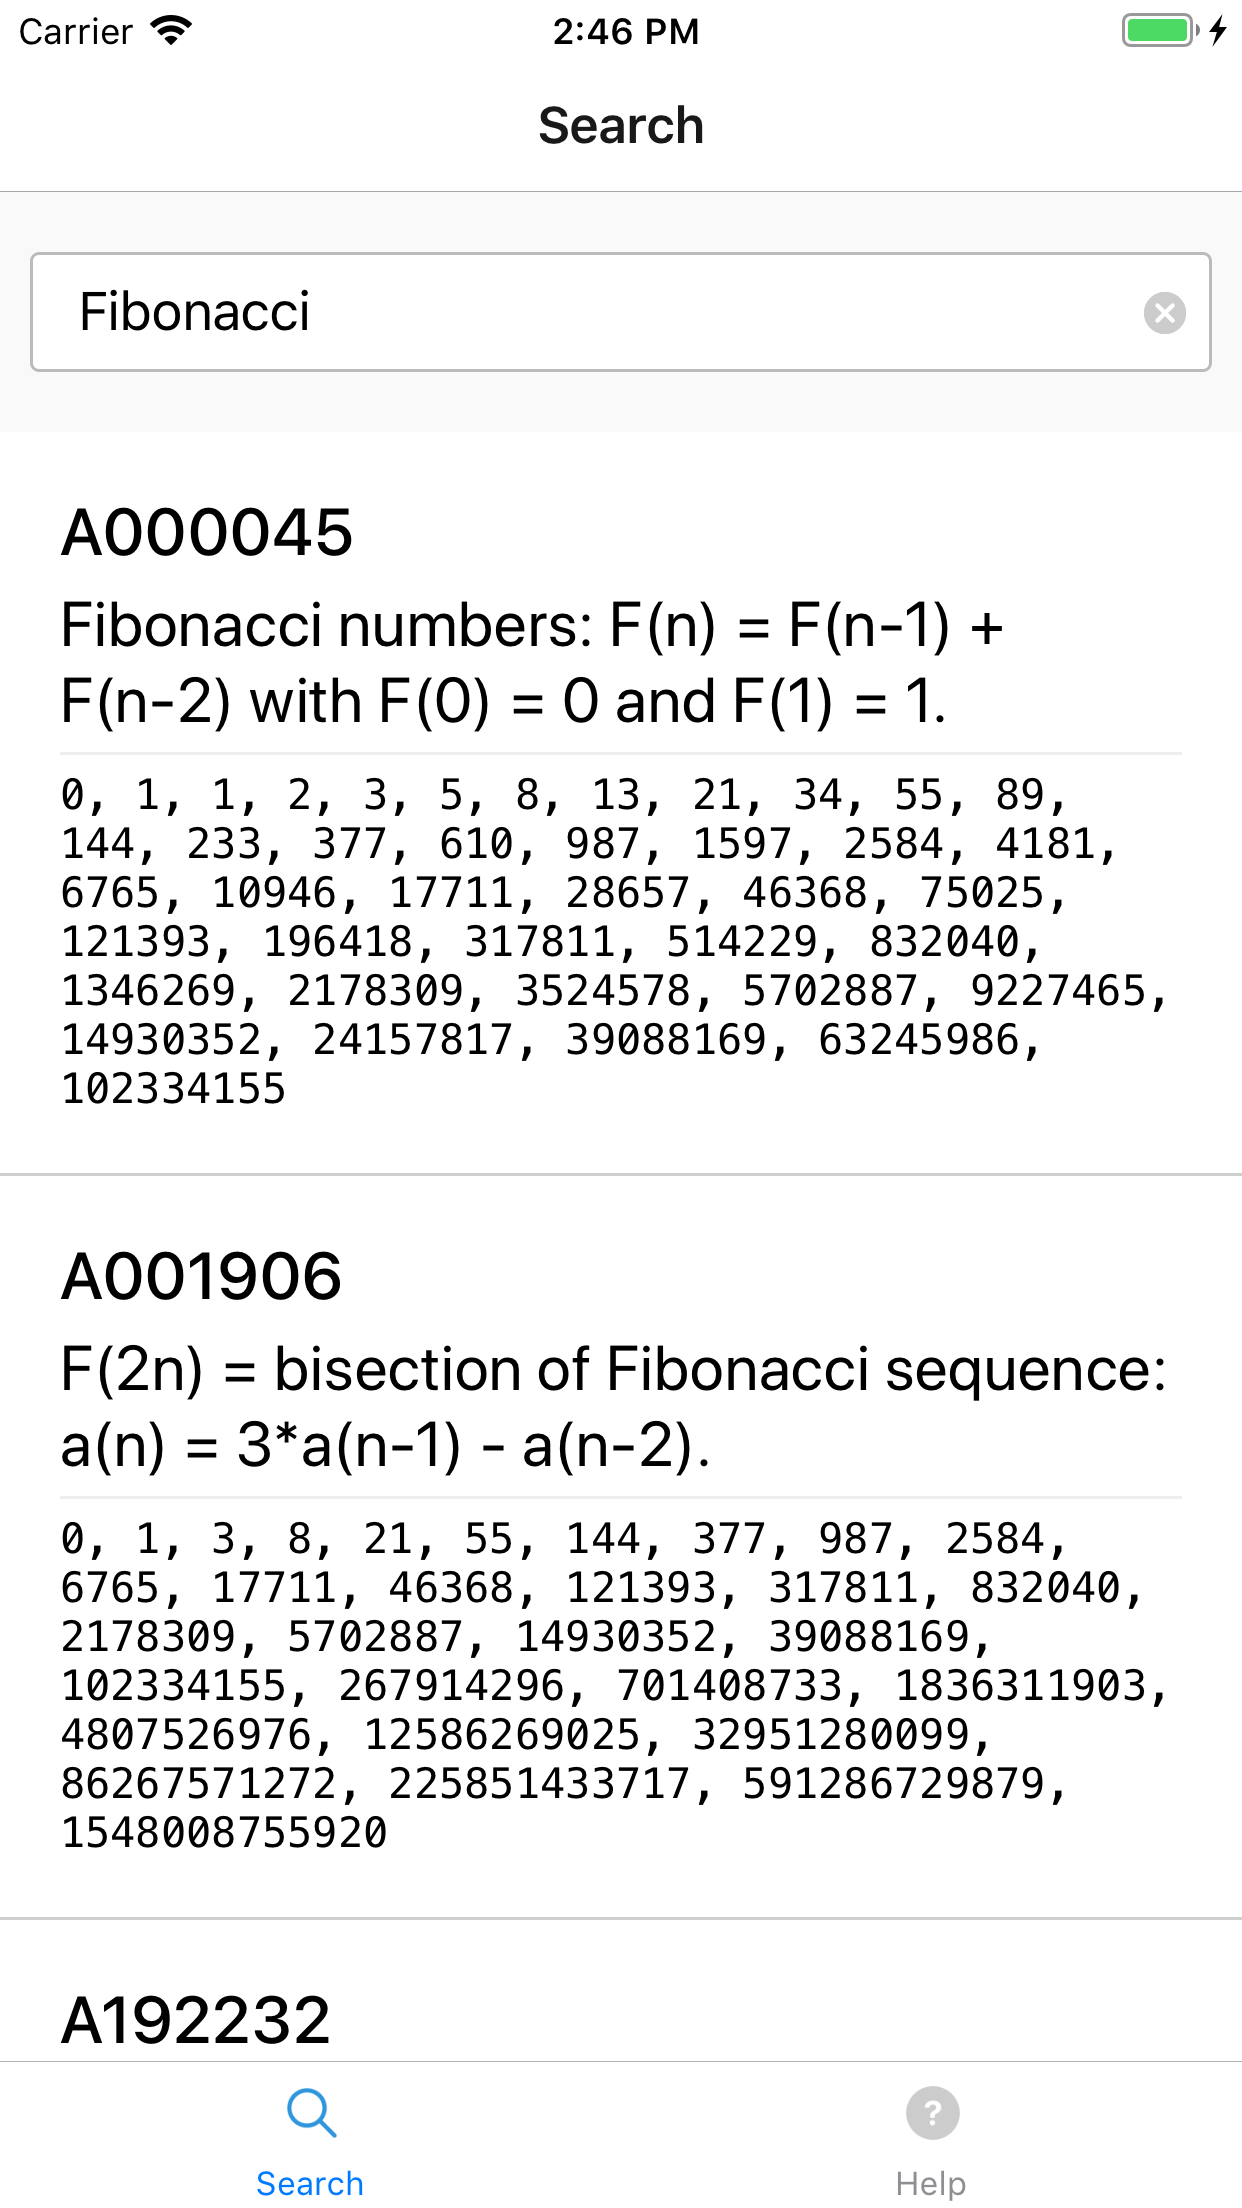 Carrier 2:46 PM
Search
Fibonacci
A000045
Fibonacci numbers: F(n) = F(n-1) +
F(n-2) with F(0) = 0 and F(1) = 1.
0, 1, 1, 2, 3, 5, 8, 13, 21, 34, 55, 89,
144, 233, 377, 610, 987, 1597, 2584, 4181,
6765, 10946, 17711, 28657, 46368, 75025,
121393, 196418, 317811, 514229, 832040,
1346269, 2178309, 3524578, 5702887, 9227465,
14930352, 24157817, 39088169, 63245986,
102334155
A001906
F(2n) = bisection of Fibonacci sequence:
a(n) = 3*a(n-1) - a(n-2).
0, 1, 3, 8, 21, 55, 144, 377, 987, 2584,
6765, 17711, 46368, 121393, 317811, 832040,
2178309, 5702887, 14930352, 39088169,
102334155, 267914296, 701408733, 1836311903,
4807526976, 12586269025, 32951280099,
86267571272, 225851433717, 591286729879,
1548008755920
A192232
?
Search Help